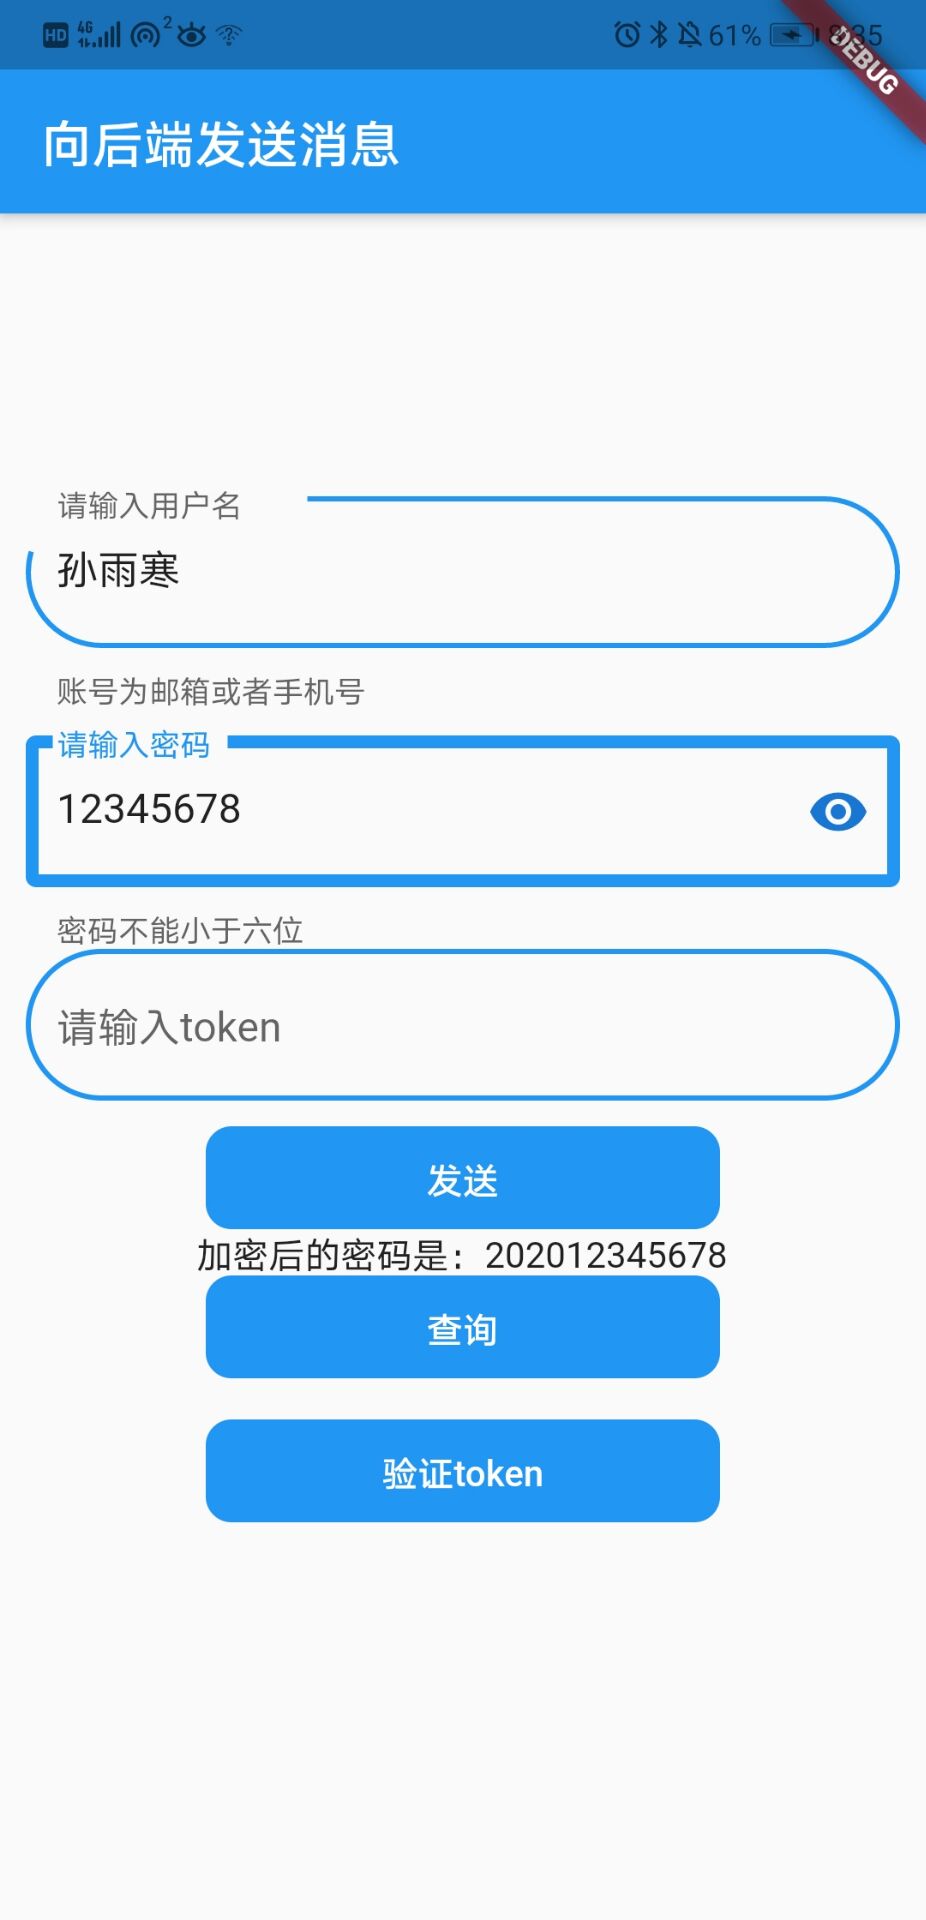 HD 4G 2 61% 8:35
DEBUG
向后端发送消息
请输入用户名
孙雨寒
账号为邮箱或者手机号
请输入密码
12345678
密码不能小于六位
请输入token
发送
加密后的密码是：202012345678
查询
验证token